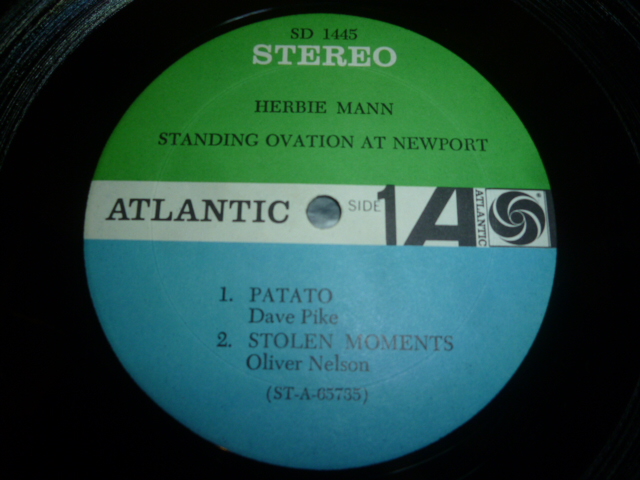 SD 1445
STEREO
HERBIE MANN
STANDING OVATION AT NEWPORT
ATLANTIC SIDE 1 A ATLANTIC
1. PATATO
Dave Pike
2. STOLEN MOMENTS
Oliver Nelson
(ST-A-65735)